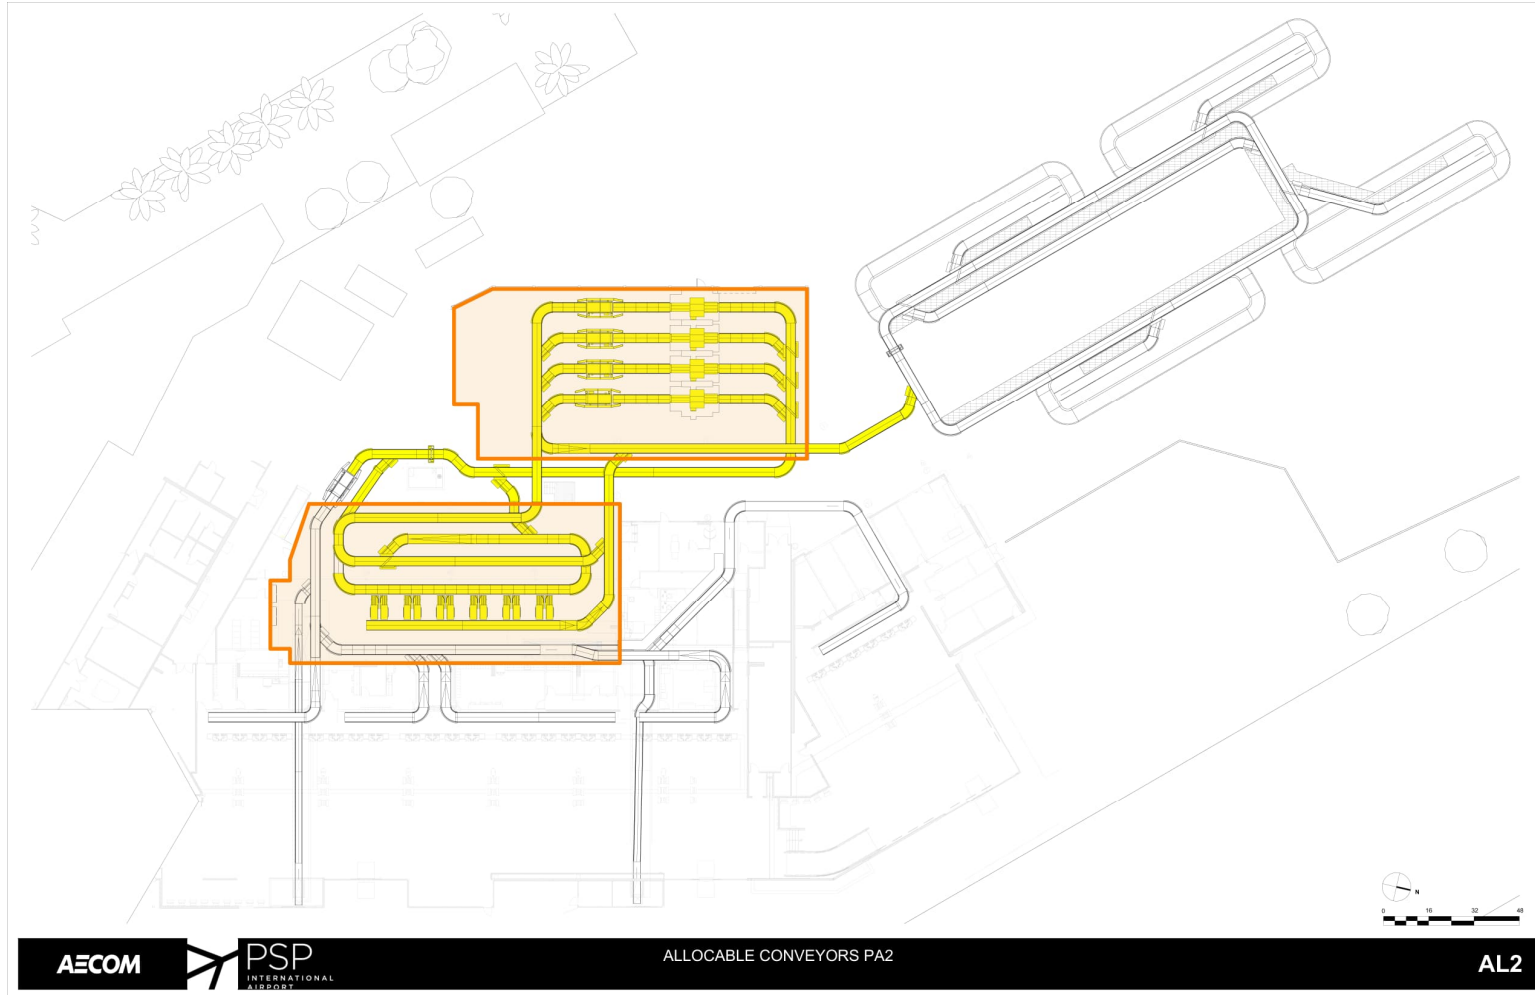 N
0 16 32 48
AECOM
PSP
INTERNATIONAL
AIRPORT
ALLOCABLE CONVEYORS PA2
AL2